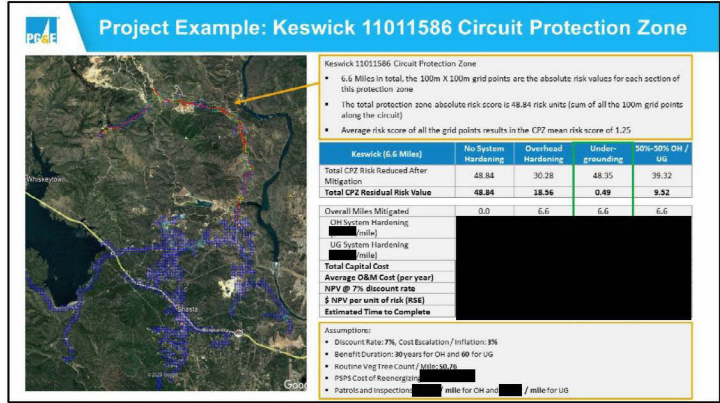 PG&E
Project Example: Keswick 11011586 Circuit Protection Zone
Keswick 11011586 Circuit Protection Zone
▪ 6.6 Miles in total, the 100m X 100m grid points are the absolute risk values for each section of
this protection zone
▪ The total protection zone absolute risk score is 48.84 risk units (sum of all the 100m grid points
along the circuit)
▪ Average risk score of all the grid points results in the CPZ mean risk score of 1.25
Keswick (6.6 Miles) No System Hardening Overhead Hardening Under-grounding 50%-50% OH / UG
Total CPZ Risk Reduced After Mitigation 48.84 30.28 48.35 39.32
Total CPZ Residual Risk Value 48.84 18.56 0.49 9.52
Overall Miles Mitigated 0.0 6.6 6.6 6.6
OH System Hardening
/mile)
UG System Hardening
/mile)
Total Capital Cost
Average O&M Cost (per year)
NPV @ 7% discount rate
$ NPV per unit of risk (RSE)
Estimated Time to Complete
Assumptions:
▪ Discount Rate: 7%, Cost Escalation / Inflation: 3%
▪ Benefit Duration: 30 years for OH and 60 for UG
▪ Routine Veg Tree Count / Mile: 50.76
▪ PSPS Cost of Reenergizing
▪ Patrols and Inspections / mile for OH and / mile for UG
Whiskeytown
Shasta
©2020 Google
Goo